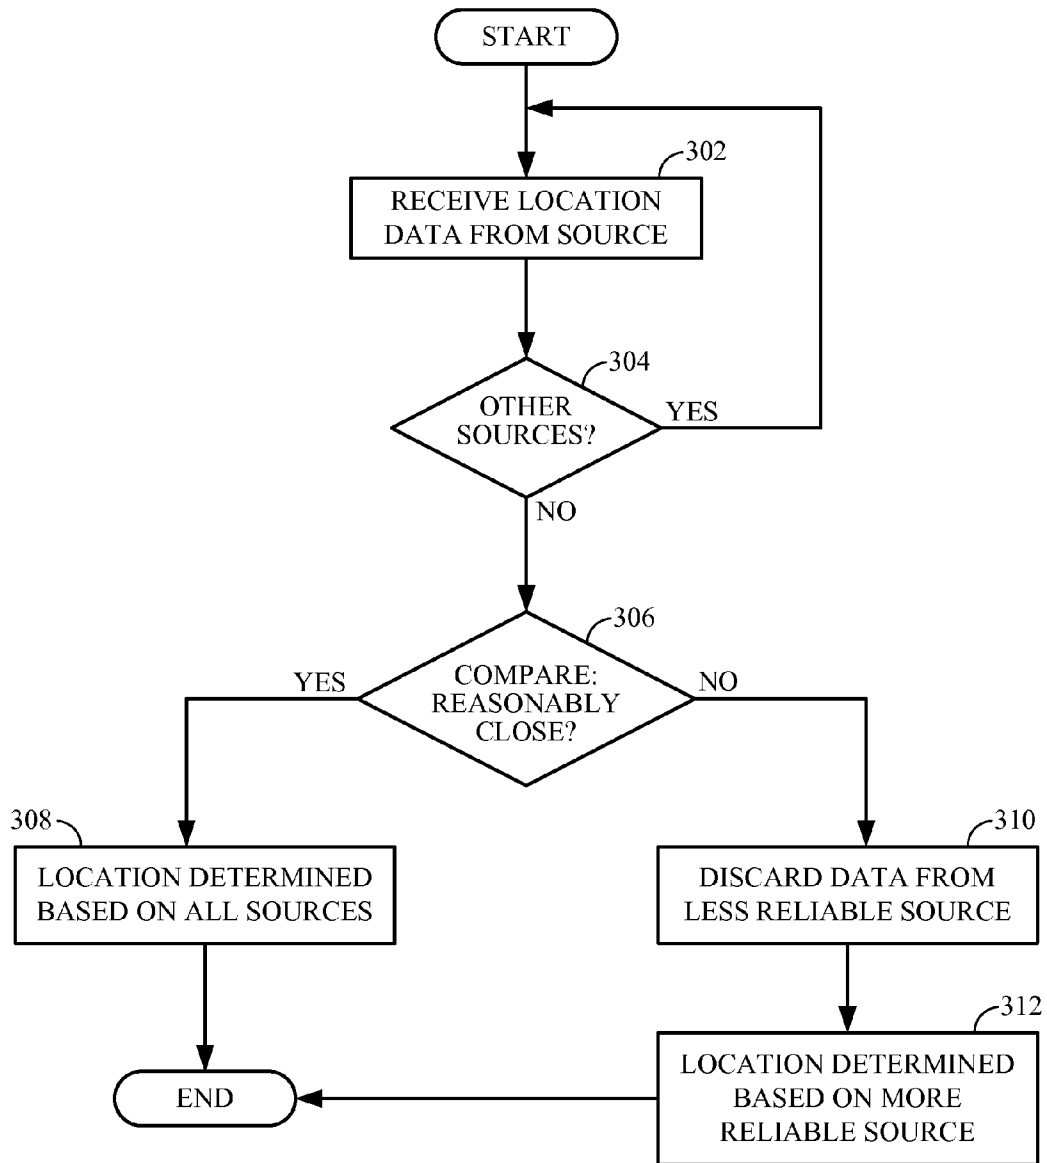 START
302
RECEIVE LOCATION
DATA FROM SOURCE
304
OTHER
SOURCES?
YES
NO
306
COMPARE:
REASONABLY
CLOSE?
YES
NO
308
LOCATION DETERMINED
BASED ON ALL SOURCES
310
DISCARD DATA FROM
LESS RELIABLE SOURCE
312
LOCATION DETERMINED
BASED ON MORE
RELIABLE SOURCE
END